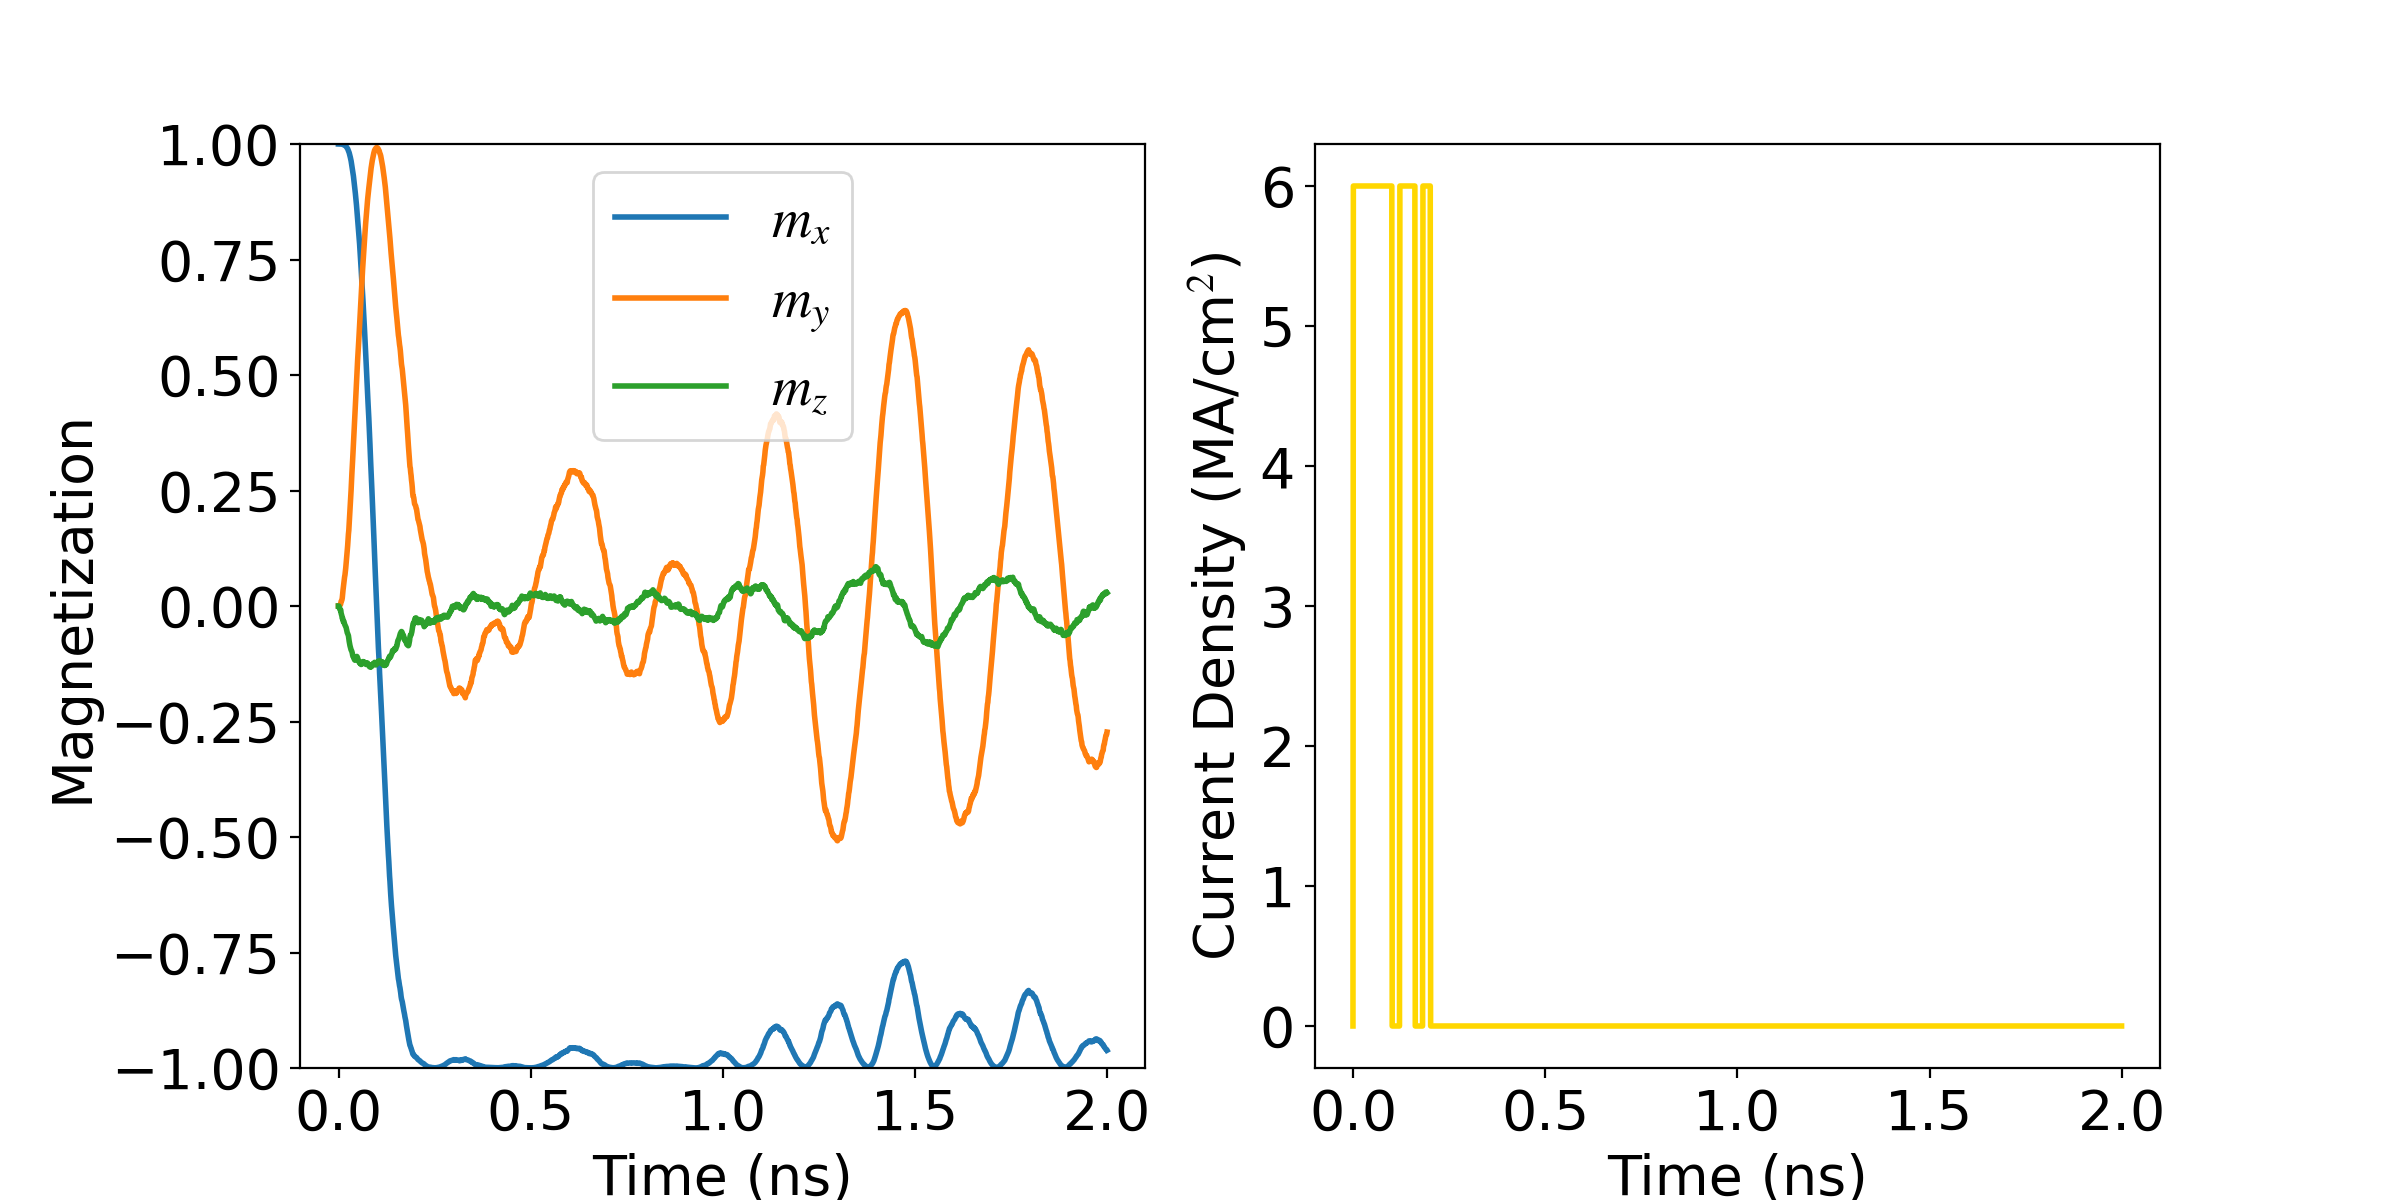 1.00
0.75
0.50
0.25
0.00
−0.25
−0.50
−0.75
−1.00
Magnetization
0.0 0.5 1.0 1.5 2.0
Time (ns)
m_x
m_y
m_z
6
5
4
3
2
1
0
Current Density (MA/cm²)
0.0 0.5 1.0 1.5 2.0
Time (ns)